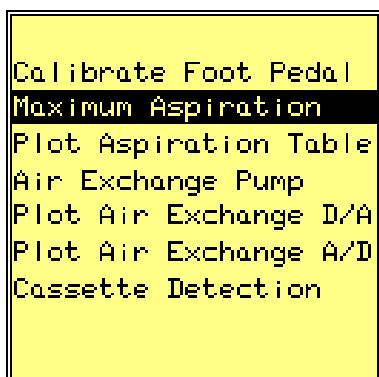 Calibrate Foot Pedal
Maximum Aspiration
Plot Aspiration Table
Air Exchange Pump
Plot Air Exchange D/A
Plot Air Exchange A/D
Cassette Detection